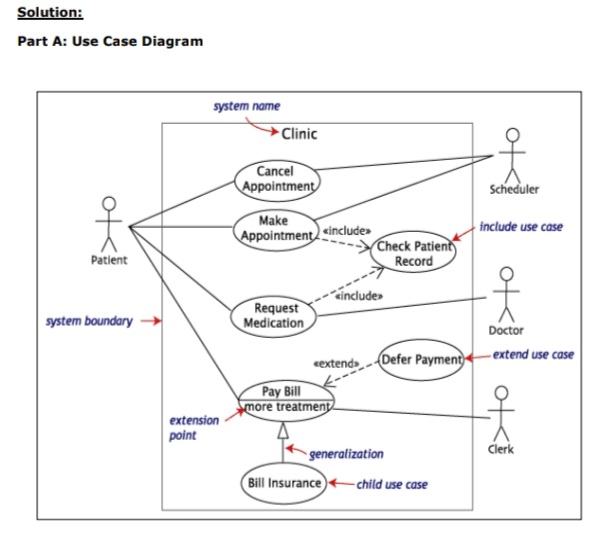 Solution:
Part A: Use Case Diagram
system name
Clinic
Cancel
Appointment
Scheduler
Make
Appointment
«include»
include use case
Check Patient
Record
Patient
«include»
Request
Medication
system boundary
Doctor
«extend»
Defer Payment
extend use case
Pay Bill
more treatment
extension
point
Clerk
generalization
Bill Insurance
child use case